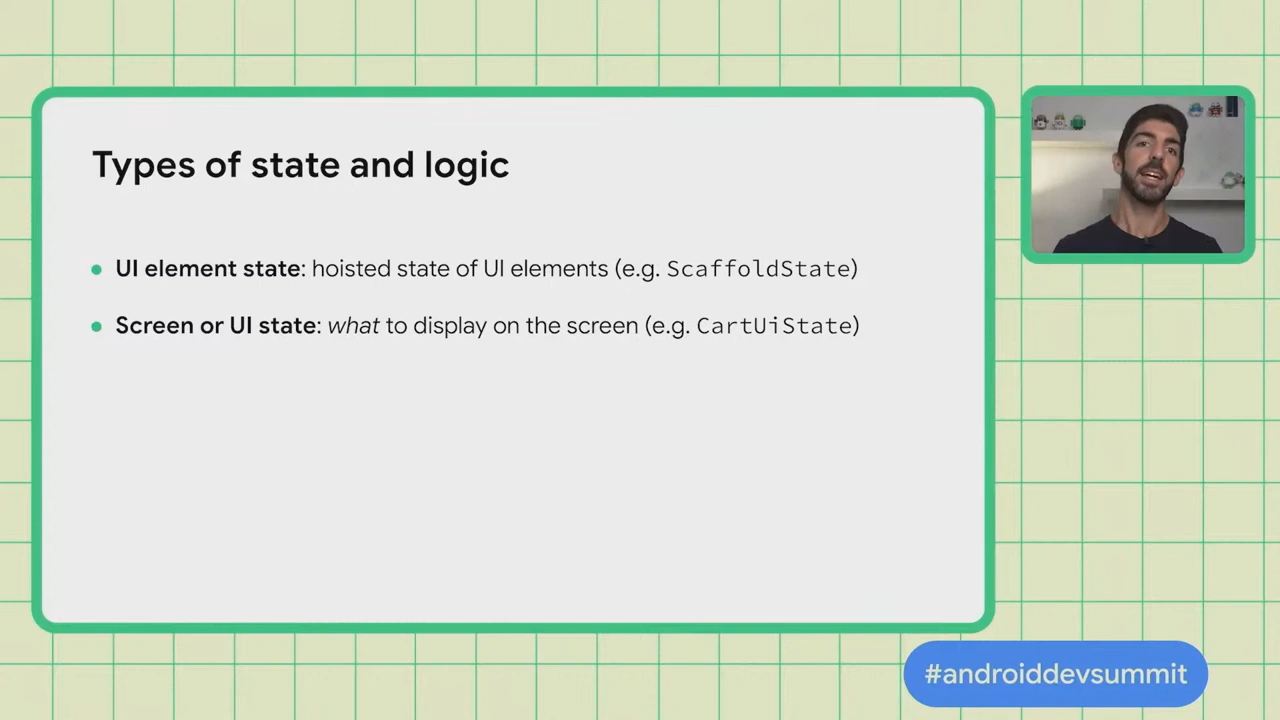 Types of state and logic
• UI element state: hoisted state of UI elements (e.g. ScaffoldState)
• Screen or UI state: what to display on the screen (e.g. CartUiState)
#androiddevsummit